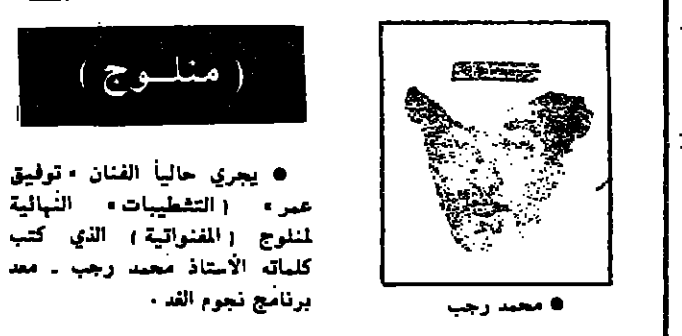 ( منلوج )
● يجري حالياً الفنان « توفيق
عمر » ( التشطيبات » النهائية
لمنلوج ( المغنواتية ) الذي كتب
كلماته الأستاذ محمد رجب ـ معد
برنامج نجوم الغد .
● محمد رجب